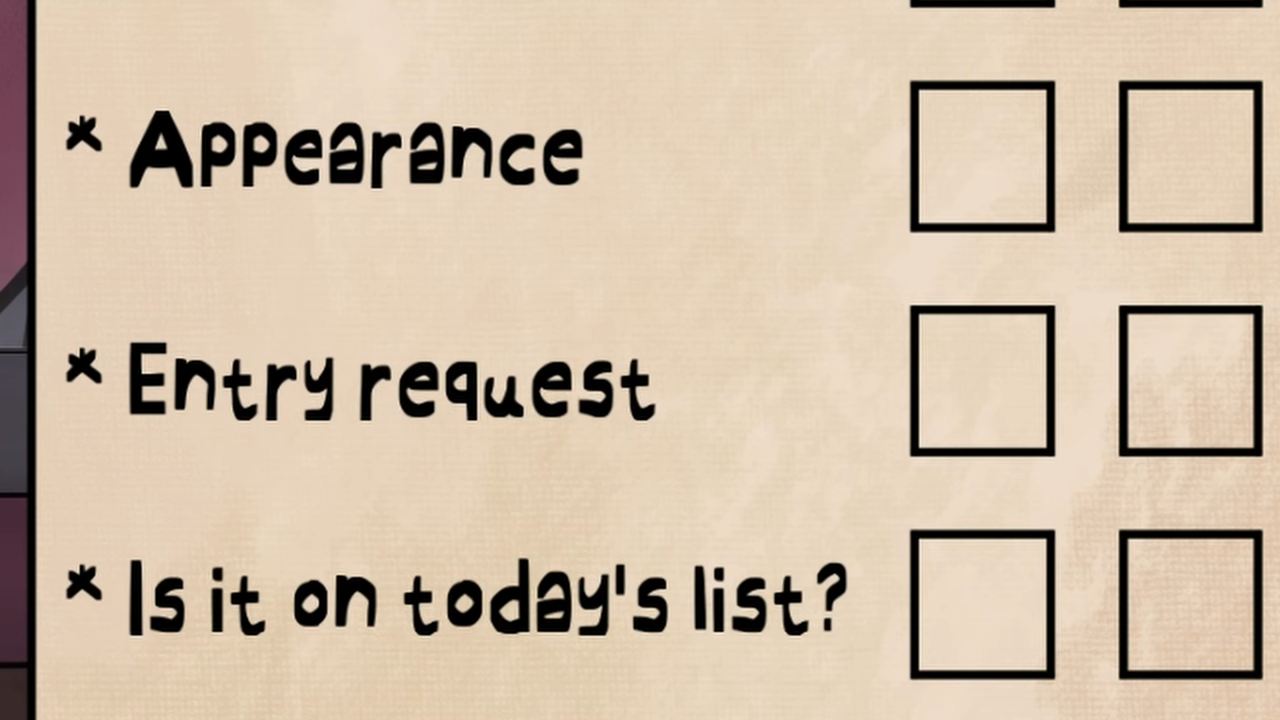 * Appearance
* Entry request
* Is it on today's list?